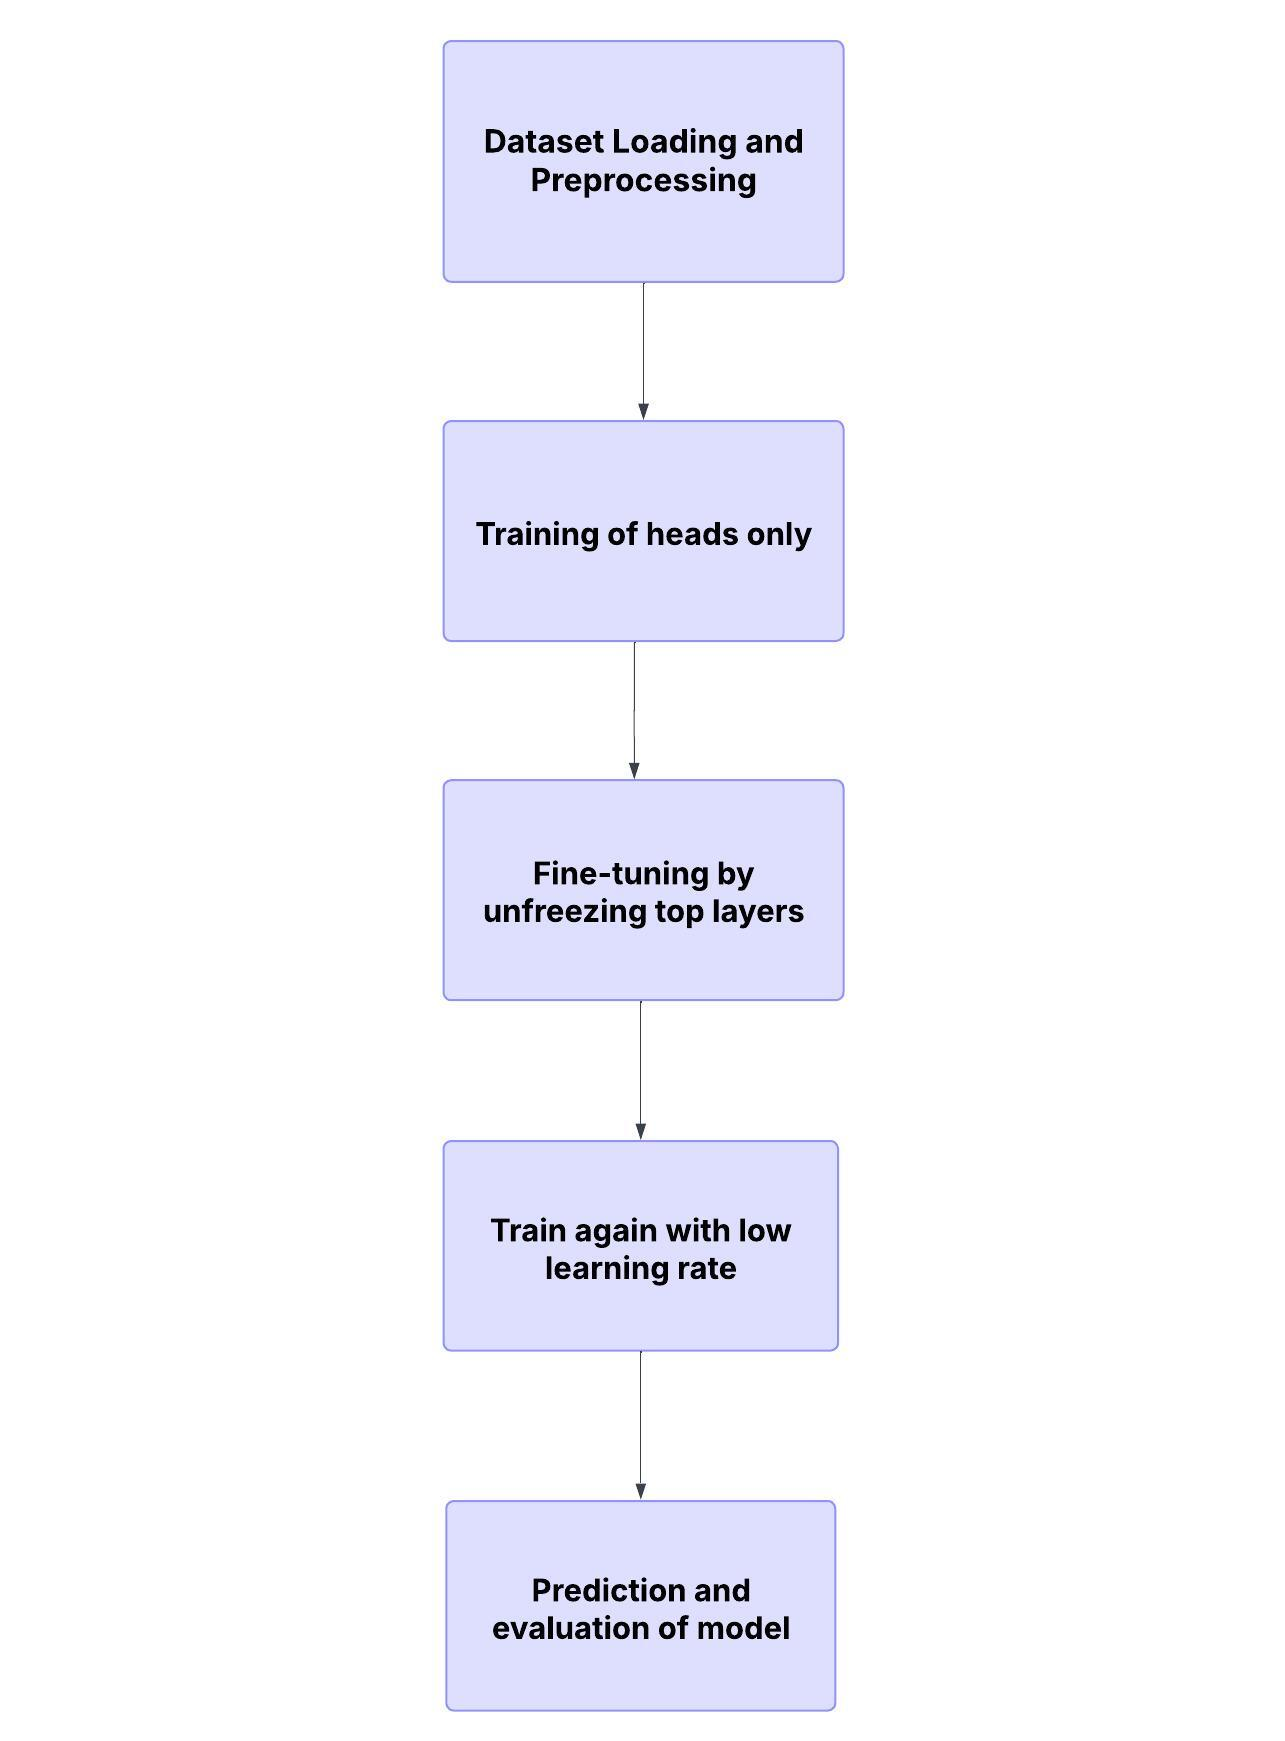 Dataset Loading and
Preprocessing
Training of heads only
Fine-tuning by
unfreezing top layers
Train again with low
learning rate
Prediction and
evaluation of model